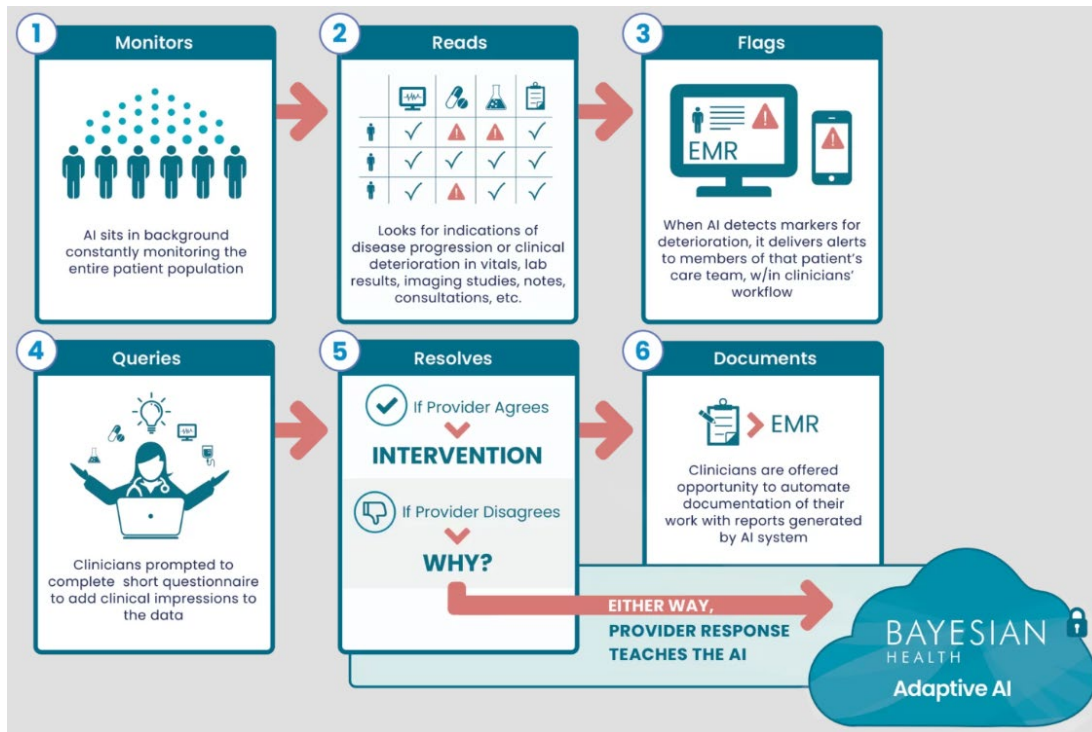 1
Monitors
AI sits in background
constantly monitoring the
entire patient population
2
Reads
Looks for indications of
disease progression or clinical
deterioration in vitals, lab
results, imaging studies, notes,
consultations, etc.
3
Flags
EMR
When AI detects markers for
deterioration, it delivers alerts
to members of that patient's
care team, w/in clinicians'
workflow
4
Queries
Clinicians prompted to
complete short questionnaire
to add clinical impressions to
the data
5
Resolves
If Provider Agrees
INTERVENTION
If Provider Disagrees
WHY?
6
Documents
EMR
Clinicians are offered
opportunity to automate
documentation of their
work with reports generated
by AI system
EITHER WAY,
PROVIDER RESPONSE
TEACHES THE AI
BAYESIAN
HEALTH
Adaptive AI